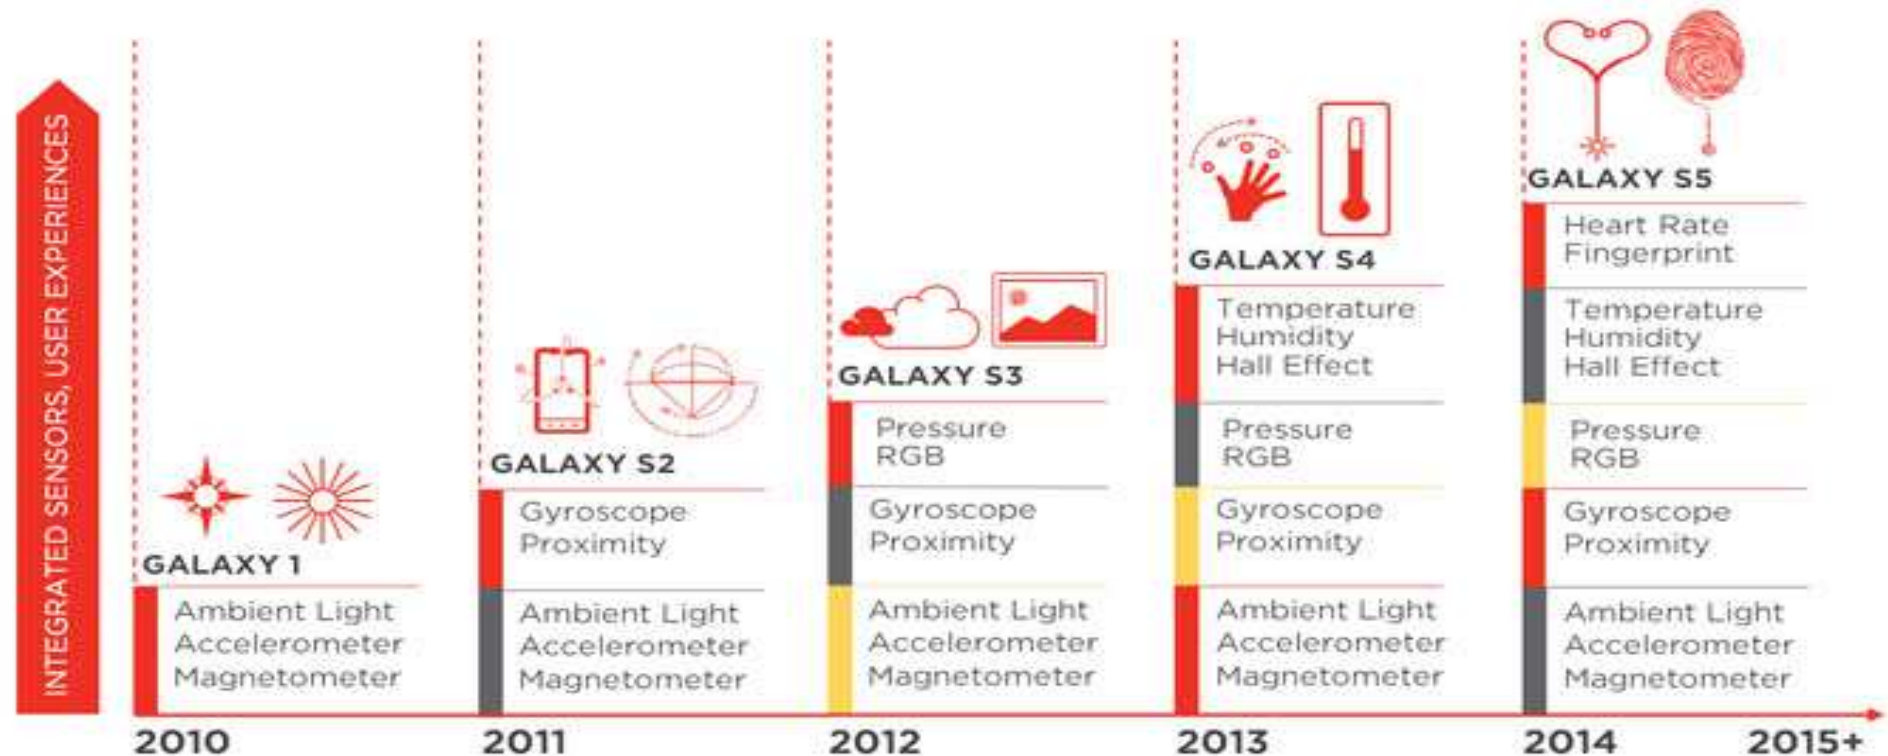 INTEGRATED SENSORS, USER EXPERIENCES
GALAXY 1
Ambient Light
Accelerometer
Magnetometer
2010
GALAXY S2
Gyroscope
Proximity
Ambient Light
Accelerometer
Magnetometer
2011
GALAXY S3
Pressure
RGB
Gyroscope
Proximity
Ambient Light
Accelerometer
Magnetometer
2012
GALAXY S4
Temperature
Humidity
Hall Effect
Pressure
RGB
Gyroscope
Proximity
Ambient Light
Accelerometer
Magnetometer
2013
GALAXY S5
Heart Rate
Fingerprint
Temperature
Humidity
Hall Effect
Pressure
RGB
Gyroscope
Proximity
Ambient Light
Accelerometer
Magnetometer
2014
2015+